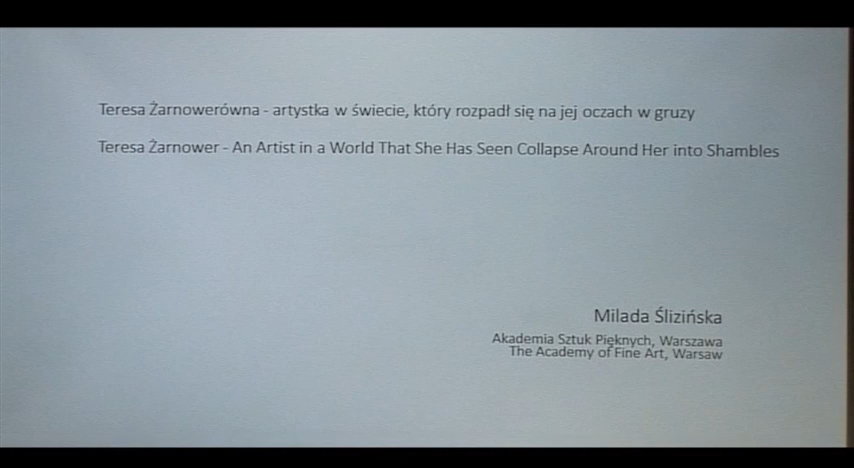 Teresa Żarnowerówna - artystka w świecie, który rozpadł się na jej oczach w gruzy
Teresa Żarnower - An Artist in a World That She Has Seen Collapse Around Her into Shambles
Milada Ślizińska
Akademia Sztuk Pięknych, Warszawa
The Academy of Fine Art, Warsaw